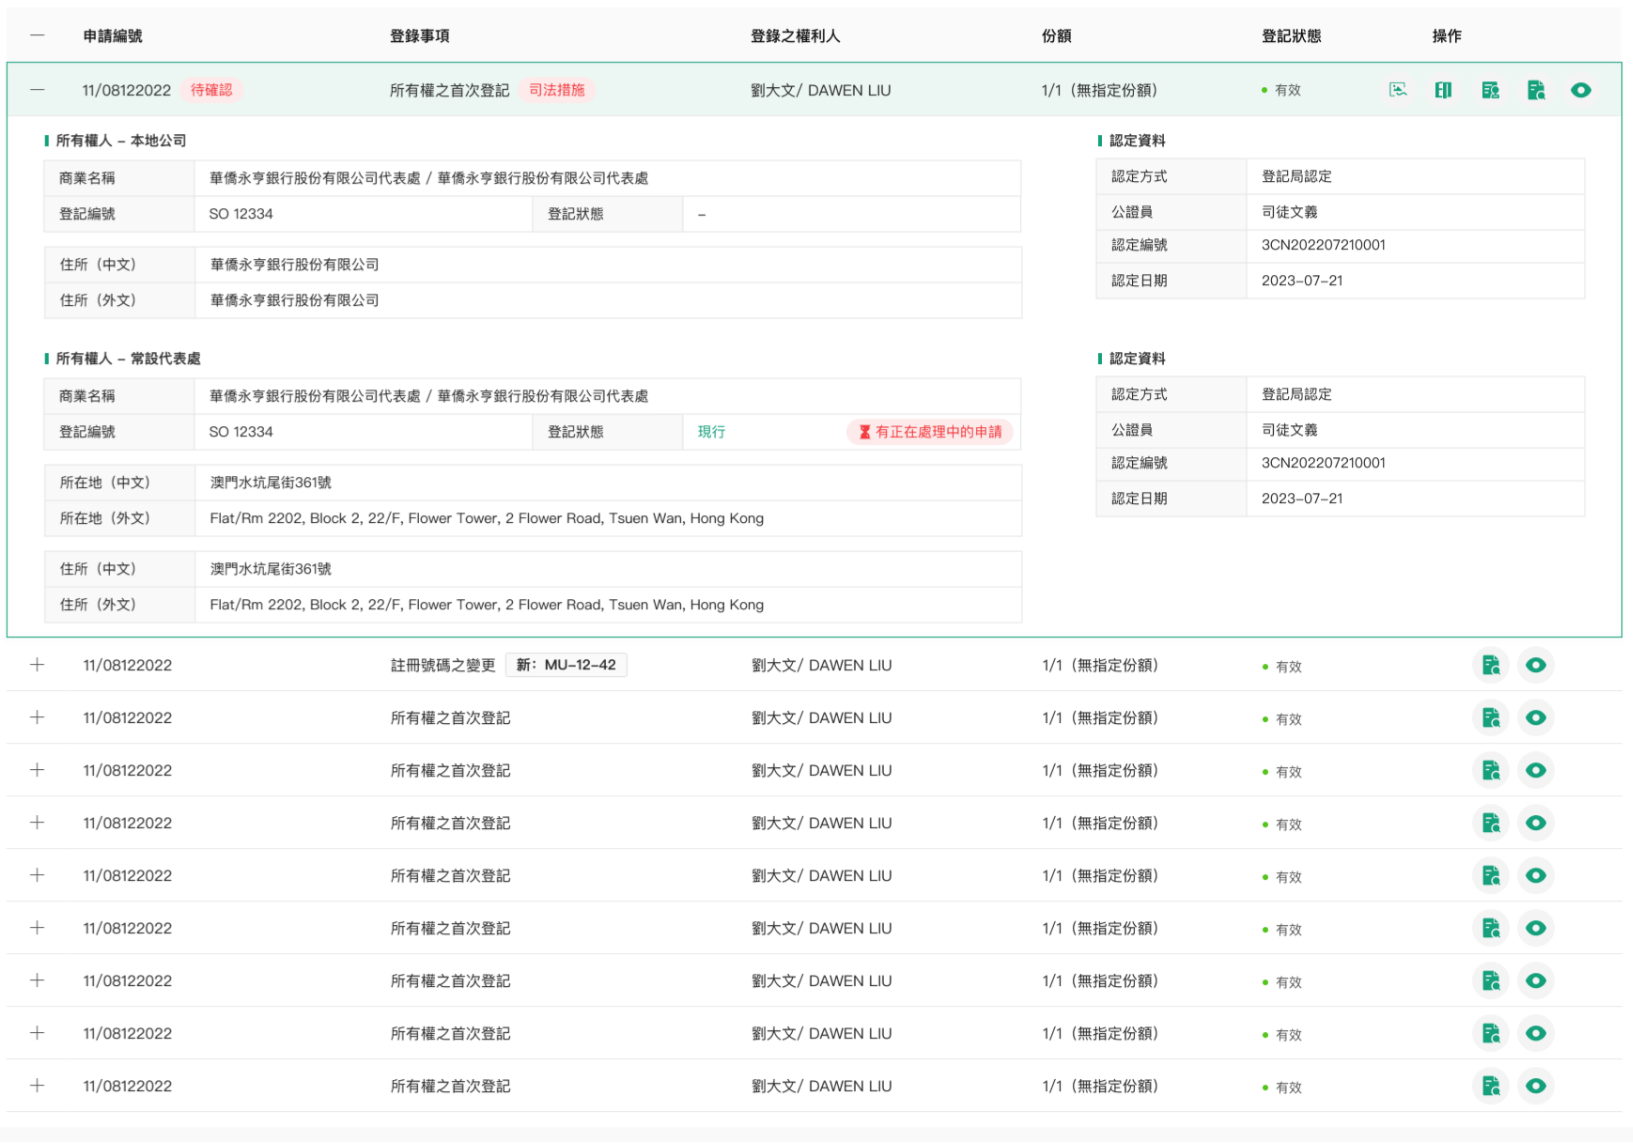 申請編號 登錄事項 登錄之權利人 份額 登記狀態 操作
11/08122022 待確認 所有權之首次登記 司法措施 劉大文/ DAWEN LIU 1/1（無指定份額） 有效
所有權人 – 本地公司 認定資料
商業名稱 華僑永亨銀行股份有限公司代表處 / 華僑永亨銀行股份有限公司代表處 認定方式 登記局認定
登記編號 SO 12334 登記狀態 – 公證員 司徒文義
認定編號 3CN202207210001
住所（中文） 華僑永亨銀行股份有限公司 認定日期 2023–07–21
住所（外文） 華僑永亨銀行股份有限公司
所有權人 – 常設代表處 認定資料
商業名稱 華僑永亨銀行股份有限公司代表處 / 華僑永亨銀行股份有限公司代表處 認定方式 登記局認定
登記編號 SO 12334 登記狀態 現行 有正在處理中的申請 公證員 司徒文義
認定編號 3CN202207210001
所在地（中文） 澳門水坑尾街361號 認定日期 2023–07–21
所在地（外文） Flat/Rm 2202, Block 2, 22/F, Flower Tower, 2 Flower Road, Tsuen Wan, Hong Kong
住所（中文） 澳門水坑尾街361號
住所（外文） Flat/Rm 2202, Block 2, 22/F, Flower Tower, 2 Flower Road, Tsuen Wan, Hong Kong
11/08122022 註冊號碼之變更 新：MU–12–42 劉大文/ DAWEN LIU 1/1（無指定份額） 有效
11/08122022 所有權之首次登記 劉大文/ DAWEN LIU 1/1（無指定份額） 有效
11/08122022 所有權之首次登記 劉大文/ DAWEN LIU 1/1（無指定份額） 有效
11/08122022 所有權之首次登記 劉大文/ DAWEN LIU 1/1（無指定份額） 有效
11/08122022 所有權之首次登記 劉大文/ DAWEN LIU 1/1（無指定份額） 有效
11/08122022 所有權之首次登記 劉大文/ DAWEN LIU 1/1（無指定份額） 有效
11/08122022 所有權之首次登記 劉大文/ DAWEN LIU 1/1（無指定份額） 有效
11/08122022 所有權之首次登記 劉大文/ DAWEN LIU 1/1（無指定份額） 有效
11/08122022 所有權之首次登記 劉大文/ DAWEN LIU 1/1（無指定份額） 有效